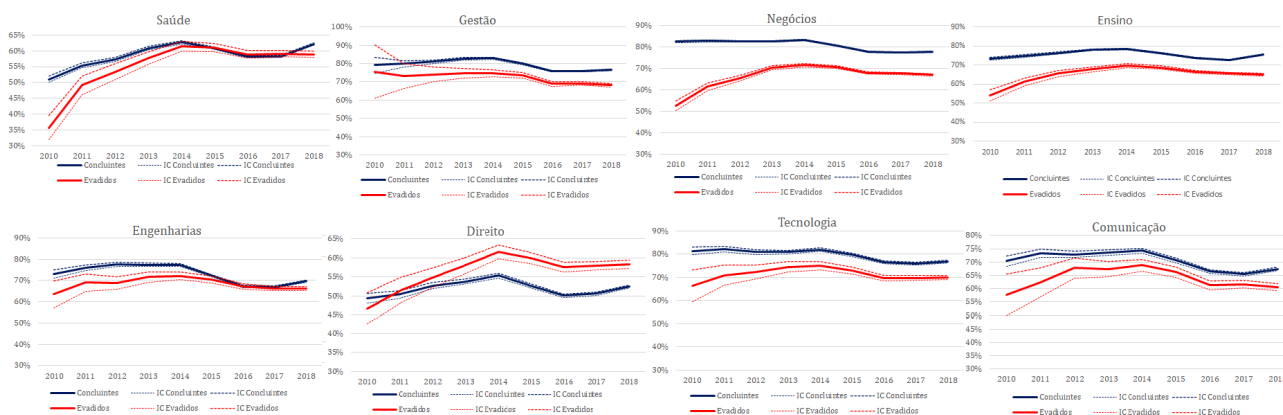 Saúde
65%
60%
55%
50%
45%
40%
35%
30%
2010 2011 2012 2013 2014 2015 2016 2017 2018
Concluintes IC Concluintes IC Concluintes
Evadidos IC Evadidos IC Evadidos
Gestão
100%
90%
80%
70%
60%
50%
40%
30%
2010 2011 2012 2013 2014 2015 2016 2017 2018
Concluintes IC Concluintes IC Concluintes
Evadidos IC Evadidos IC Evadidos
Negócios
90%
80%
70%
60%
50%
40%
30%
2010 2011 2012 2013 2014 2015 2016 2017 2018
Concluintes IC Concluintes IC Concluintes
Evadidos IC Evadidos IC Evadidos
Ensino
90%
80%
70%
60%
50%
40%
30%
2010 2011 2012 2013 2014 2015 2016 2017 2018
Concluintes IC Concluintes IC Concluintes
Evadidos IC Evadidos IC Evadidos
Engenharias
90%
80%
70%
60%
50%
40%
30%
2010 2011 2012 2013 2014 2015 2016 2017 2018
Concluintes IC Concluintes IC Concluintes
Evadidos IC Evadidos IC Evadidos
Direito
65%
60%
55%
50%
45%
40%
35%
30%
2010 2011 2012 2013 2014 2015 2016 2017 2018
Concluintes IC Concluintes IC Concluintes
Evadidos IC Evadidos IC Evadidos
Tecnologia
90%
80%
70%
60%
50%
40%
30%
2010 2011 2012 2013 2014 2015 2016 2017 2018
Concluintes IC Concluintes IC Concluintes
Evadidos IC Evadidos IC Evadidos
Comunicação
80%
75%
70%
65%
60%
55%
50%
45%
40%
35%
30%
2010 2011 2012 2013 2014 2015 2016 2017 2018
Concluintes IC Concluintes IC Concluintes
Evadidos IC Evadidos IC Evadidos